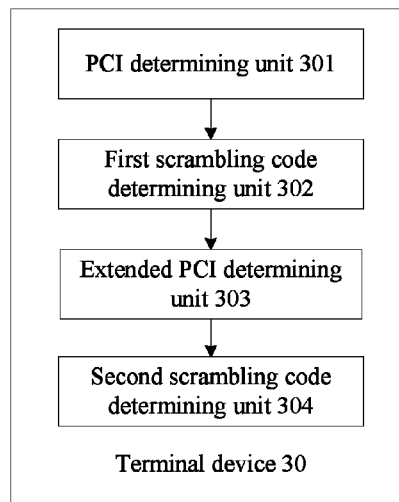 PCI determining unit 301
First scrambling code
determining unit 302
Extended PCI determining
unit 303
Second scrambling code
determining unit 304
Terminal device 30